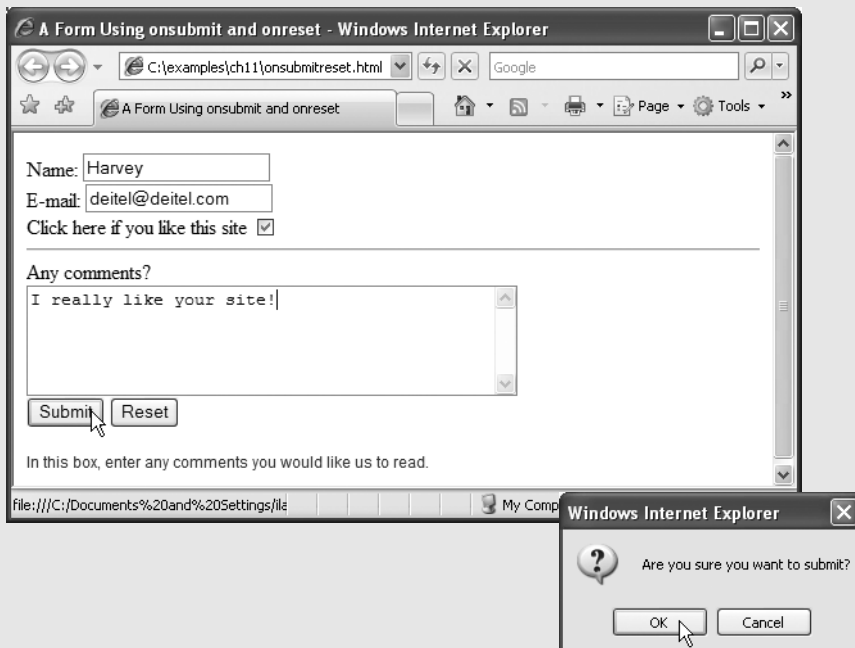 A Form Using onsubmit and onreset - Windows Internet Explorer
C:\examples\ch11\onsubmitreset.html Google
A Form Using onsubmit and onreset Page Tools »
Name: Harvey
E-mail: deitel@deitel.com
Click here if you like this site
Any comments?
I really like your site!
Submit Reset
In this box, enter any comments you would like us to read.
file:///C:/Documents%20and%20Settings/ila My Comp
Windows Internet Explorer
? Are you sure you want to submit?
OK Cancel